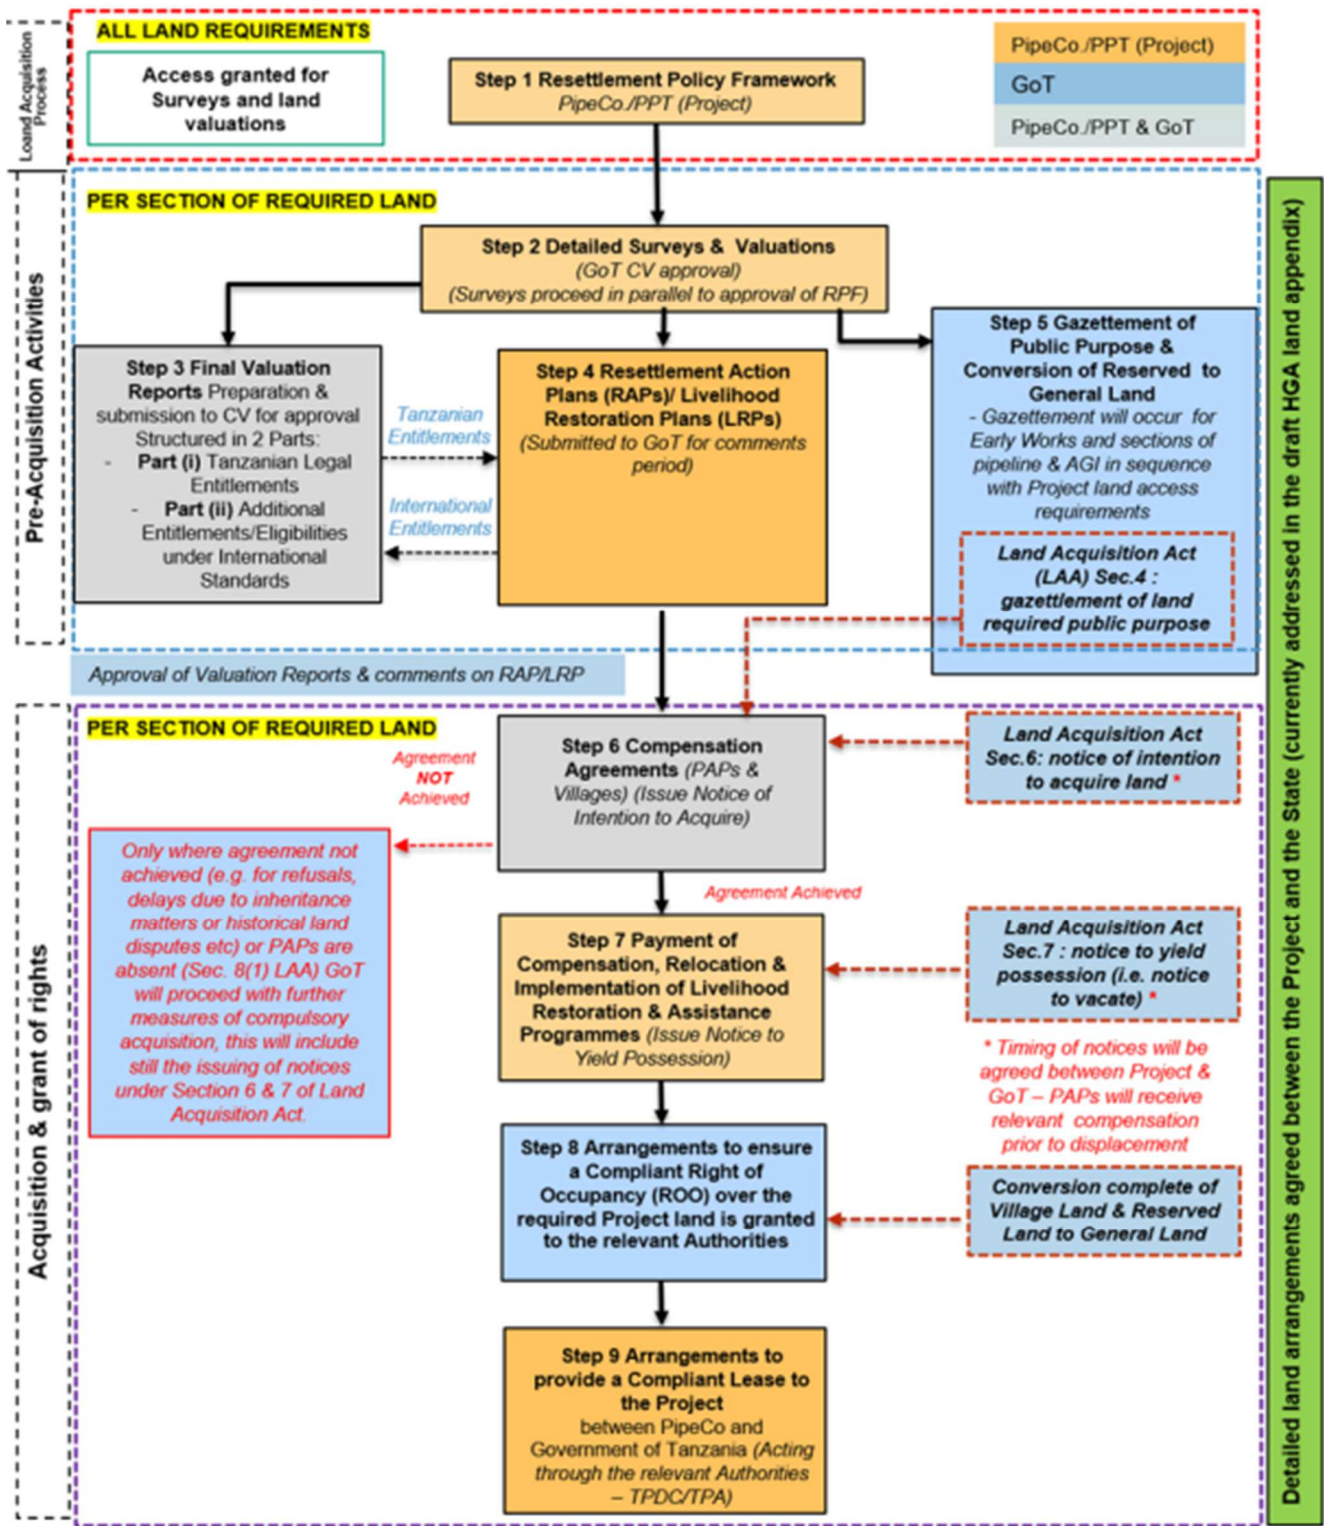 Loand Acquisition
Process
ALL LAND REQUIREMENTS
Access granted for
Surveys and land
valuations
Step 1 Resettlement Policy Framework
PipeCo./PPT (Project)
PipeCo./PPT (Project)
GoT
PipeCo./PPT & GoT
Pre-Acquisition Activities
PER SECTION OF REQUIRED LAND
Step 2 Detailed Surveys & Valuations
(GoT CV approval)
(Surveys proceed in parallel to approval of RPF)
Step 3 Final Valuation
Reports Preparation &
submission to CV for approval
Structured in 2 Parts:
- Part (i) Tanzanian Legal
Entitlements
- Part (ii) Additional
Entitlements/Eligibilities
under International
Standards
Tanzanian
Entitlements
International
Entitlements
Step 4 Resettlement Action
Plans (RAPs)/ Livelihood
Restoration Plans (LRPs)
(Submitted to GoT for comments
period)
Step 5 Gazettement of
Public Purpose &
Conversion of Reserved to
General Land
- Gazettement will occur for
Early Works and sections of
pipeline & AGI in sequence
with Project land access
requirements
Land Acquisition Act
(LAA) Sec.4 :
gazettlement of land
required public purpose
Approval of Valuation Reports & comments on RAP/LRP
Acquisition & grant of rights
PER SECTION OF REQUIRED LAND
Agreement
NOT
Achieved
Step 6 Compensation
Agreements (PAPs &
Villages) (Issue Notice of
Intention to Acquire)
Land Acquisition Act
Sec.6: notice of intention
to acquire land *
Only where agreement not
achieved (e.g. for refusals,
delays due to inheritance
matters or historical land
disputes etc) or PAPs are
absent (Sec. 8(1) LAA) GoT
will proceed with further
measures of compulsory
acquisition, this will include
still the issuing of notices
under Section 6 & 7 of Land
Acquisition Act.
Agreement Achieved
Step 7 Payment of
Compensation, Relocation &
Implementation of Livelihood
Restoration & Assistance
Programmes (Issue Notice to
Yield Possession)
Land Acquisition Act
Sec.7 : notice to yield
possession (i.e. notice
to vacate) *
* Timing of notices will be
agreed between Project &
GoT – PAPs will receive
relevant compensation
prior to displacement
Step 8 Arrangements to ensure
a Compliant Right of
Occupancy (ROO) over the
required Project land is granted
to the relevant Authorities
Conversion complete of
Village Land & Reserved
Land to General Land
Step 9 Arrangements to
provide a Compliant Lease to
the Project
between PipeCo and
Government of Tanzania (Acting
through the relevant Authorities
– TPDC/TPA)
Detailed land arrangements agreed between the Project and the State (currently addressed in the draft HGA land appendix)